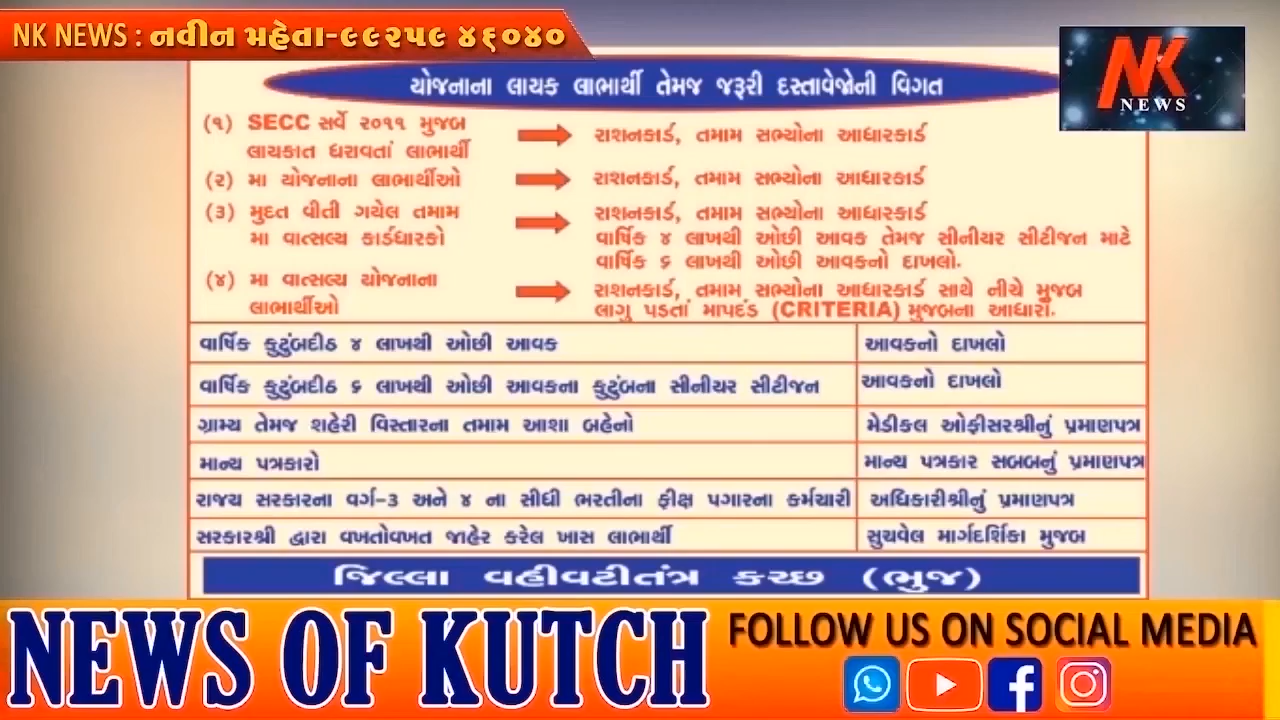 NK NEWS : નવીન મહેતા-૯૯૨૫૯ ૪૬૦૪૦
NK
NEWS
યોજનાના લાયક લાભાર્થી તેમજ જરૂરી દસ્તાવેજોની વિગત
(૧) SECC સર્વે ૨૦૧૧ મુજબ
લાયકાત ધરાવતાં લાભાર્થી
રાશનકાર્ડ, તમામ સભ્યોના આધારકાર્ડ
(૨) મા યોજનાના લાભાર્થીઓ
રાશનકાર્ડ, તમામ સભ્યોના આધારકાર્ડ
(૩) મુદત વીતી ગયેલ તમામ
મા વાત્સલ્ય કાર્ડધારકો
રાશનકાર્ડ, તમામ સભ્યોના આધારકાર્ડ
વાર્ષિક ૪ લાખથી ઓછી આવક તેમજ સીનીયર સીટીજન માટે
વાર્ષિક ૬ લાખથી ઓછી આવકનો દાખલો.
(૪) મા વાત્સલ્ય યોજનાના
લાભાર્થીઓ
રાશનકાર્ડ, તમામ સભ્યોના આધારકાર્ડ સાથે નીચે મુજબ
લાગુ પડતાં માપદંડ (CRITERIA) મુજબના આધારો.
વાર્ષિક કુટુંબદીઠ ૪ લાખથી ઓછી આવક આવકનો દાખલો
વાર્ષિક કુટુંબદીઠ ૬ લાખથી ઓછી આવકના કુટુંબના સીનીયર સીટીજન આવકનો દાખલો
ગ્રામ્ય તેમજ શહેરી વિસ્તારના તમામ આશા બહેનો મેડીકલ ઓફીસરશ્રીનું પ્રમાણપત્ર
માન્ય પત્રકારો માન્ય પત્રકાર સબબનું પ્રમાણપત્ર
રાજય સરકારના વર્ગ-૩ અને ૪ ના સીધી ભરતીના ફીક્ષ પગારના કર્મચારી અધિકારીશ્રીનું પ્રમાણપત્ર
સરકારશ્રી દ્વારા વખતોવખત જાહેર કરેલ ખાસ લાભાર્થી સુચવેલ માર્ગદર્શિકા મુજબ
જિલ્લા વહીવટીતંત્ર કચ્છ (ભુજ)
NEWS OF KUTCH
FOLLOW US ON SOCIAL MEDIA